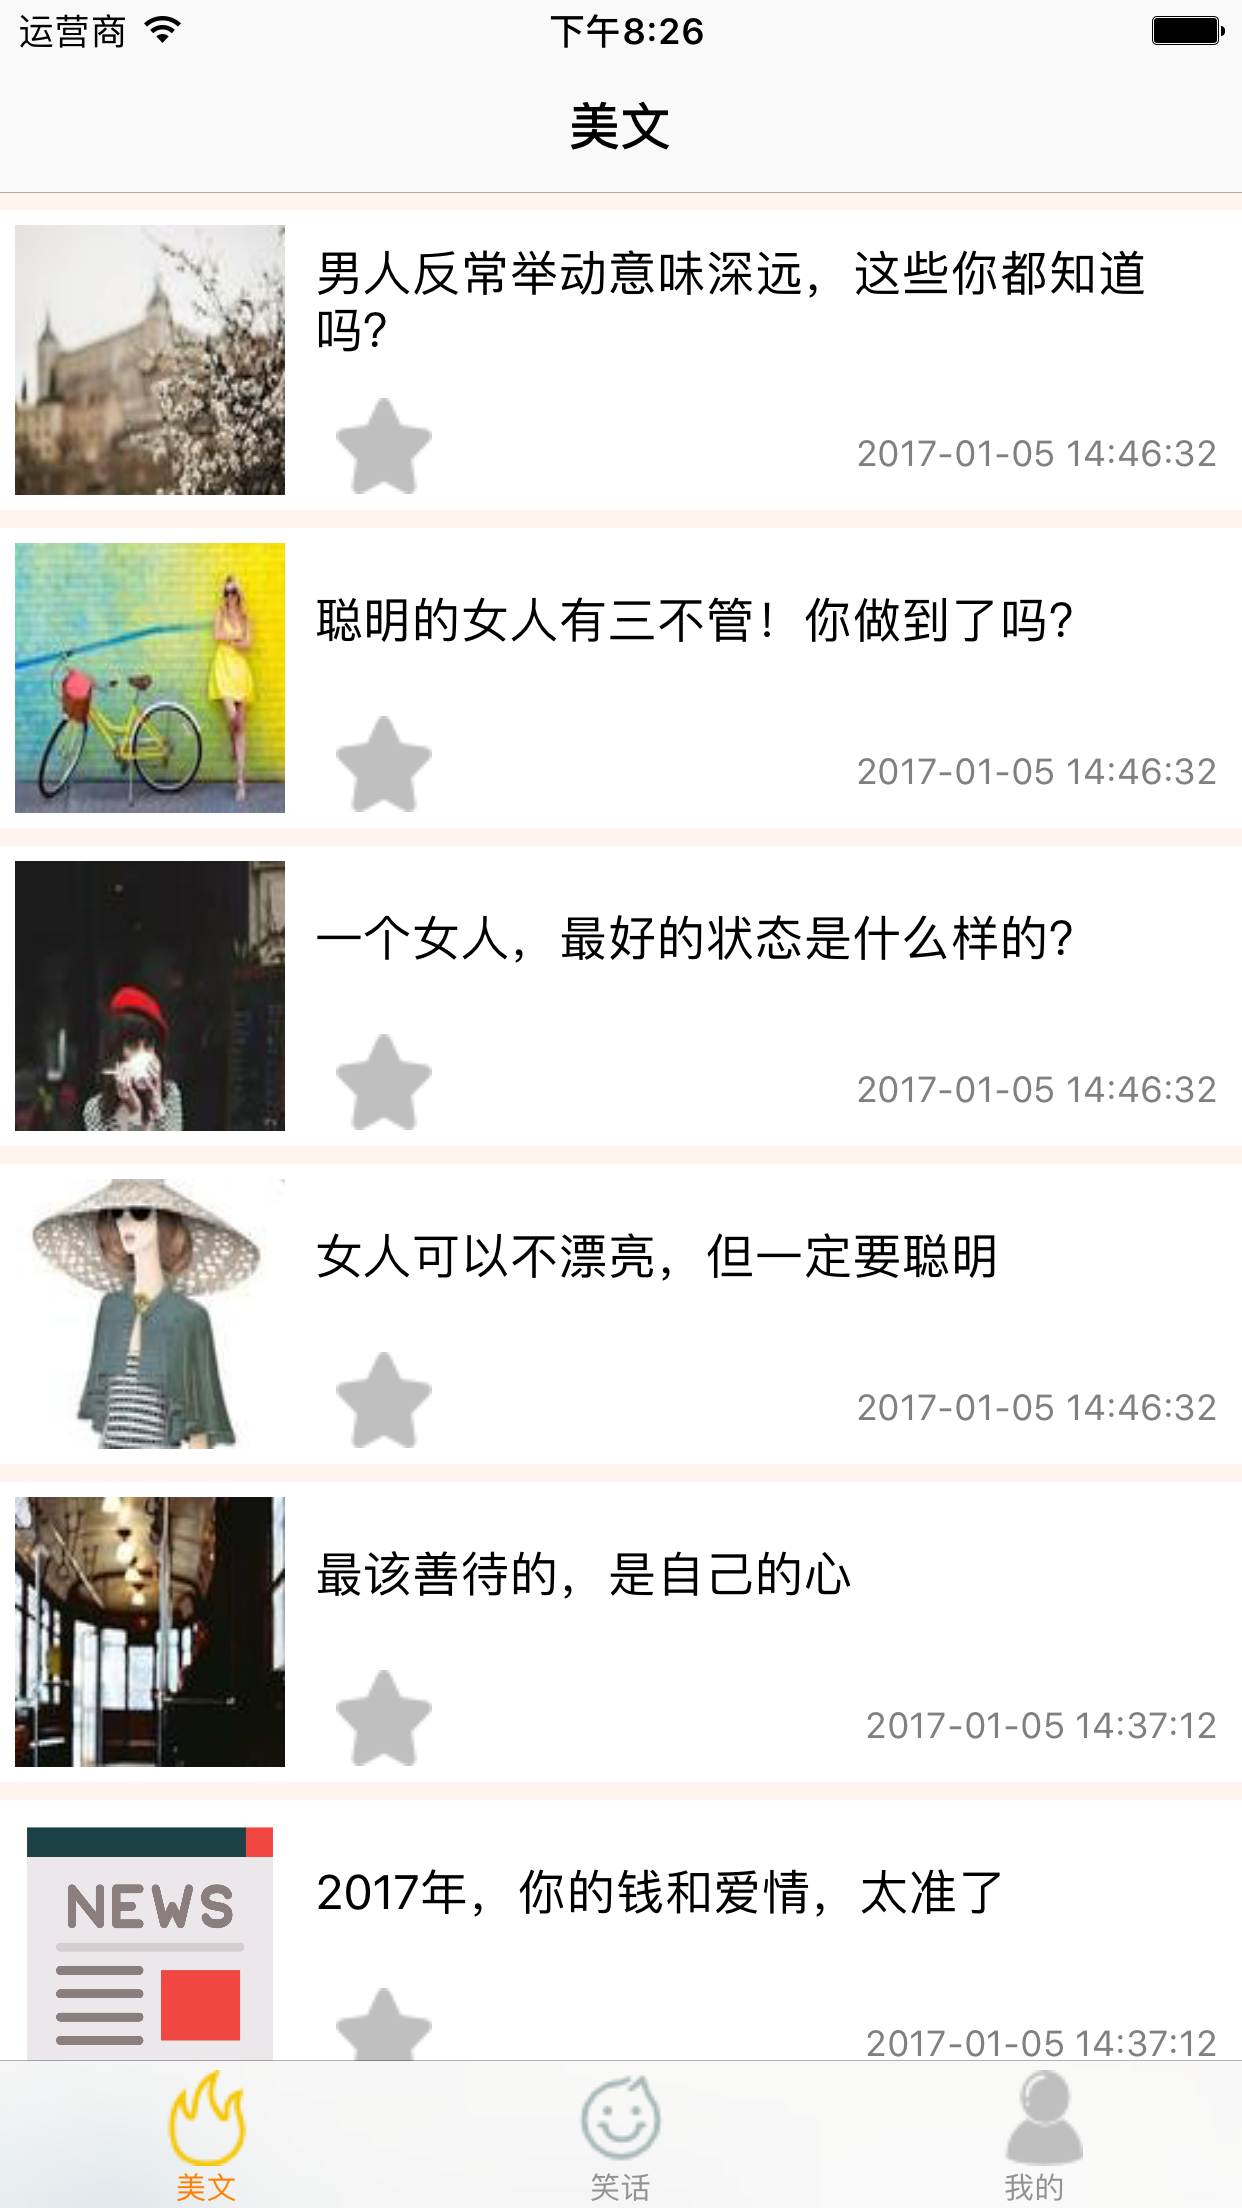 运营商
下午8:26
美文
男人反常举动意味深远，这些你都知道
吗?
2017-01-05 14:46:32
聪明的女人有三不管！你做到了吗?
2017-01-05 14:46:32
一个女人，最好的状态是什么样的?
2017-01-05 14:46:32
女人可以不漂亮，但一定要聪明
2017-01-05 14:46:32
最该善待的，是自己的心
2017-01-05 14:37:12
NEWS
2017年，你的钱和爱情，太准了
2017-01-05 14:37:12
美文
笑话
我的